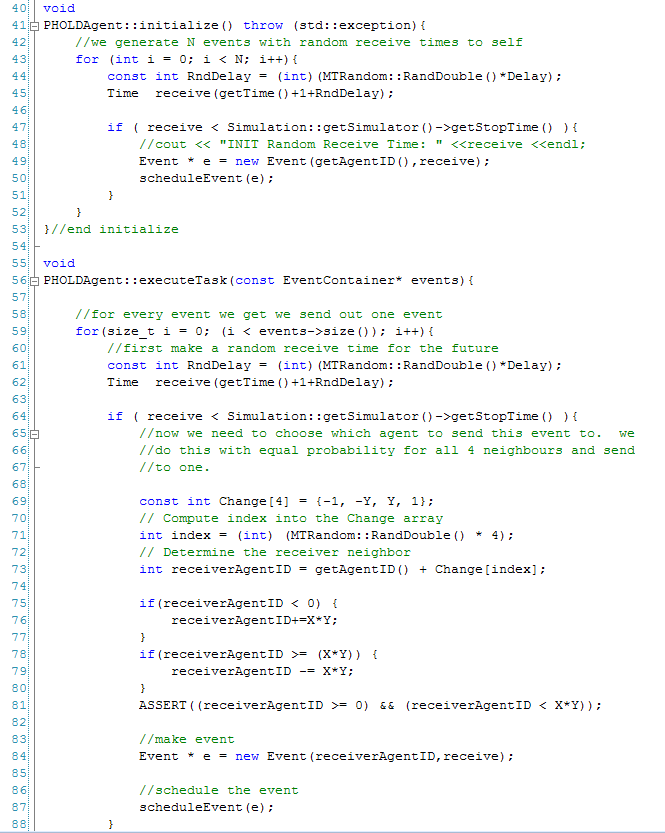 40 void
41 PHOLDAgent::initialize() throw (std::exception){
42     //we generate N events with random receive times to self
43     for (int i = 0; i < N; i++){
44         const int RndDelay = (int)(MTRandom::RandDouble()*Delay);
45         Time  receive(getTime()+1+RndDelay);
46
47         if ( receive < Simulation::getSimulator()->getStopTime() ){
48             //cout << "INIT Random Receive Time: " <<receive <<endl;
49             Event * e = new Event(getAgentID(),receive);
50             scheduleEvent(e);
51         }
52     }
53 }//end initialize
54
55 void
56 PHOLDAgent::executeTask(const EventContainer* events){
57
58     //for every event we get we send out one event
59     for(size_t i = 0; (i < events->size()); i++){
60         //first make a random receive time for the future
61         const int RndDelay = (int)(MTRandom::RandDouble()*Delay);
62         Time  receive(getTime()+1+RndDelay);
63
64         if ( receive < Simulation::getSimulator()->getStopTime() ){
65             //now we need to choose which agent to send this event to.  we
66             //do this with equal probability for all 4 neighbours and send
67             //to one.
68
69             const int Change[4] = {-1, -Y, Y, 1};
70             // Compute index into the Change array
71             int index = (int) (MTRandom::RandDouble() * 4);
72             // Determine the receiver neighbor
73             int receiverAgentID = getAgentID() + Change[index];
74
75             if(receiverAgentID < 0) {
76                 receiverAgentID+=X*Y;
77             }
78             if(receiverAgentID >= (X*Y)) {
79                 receiverAgentID -= X*Y;
80             }
81             ASSERT((receiverAgentID >= 0) && (receiverAgentID < X*Y));
82
83             //make event
84             Event * e = new Event(receiverAgentID,receive);
85
86             //schedule the event
87             scheduleEvent(e);
88         }